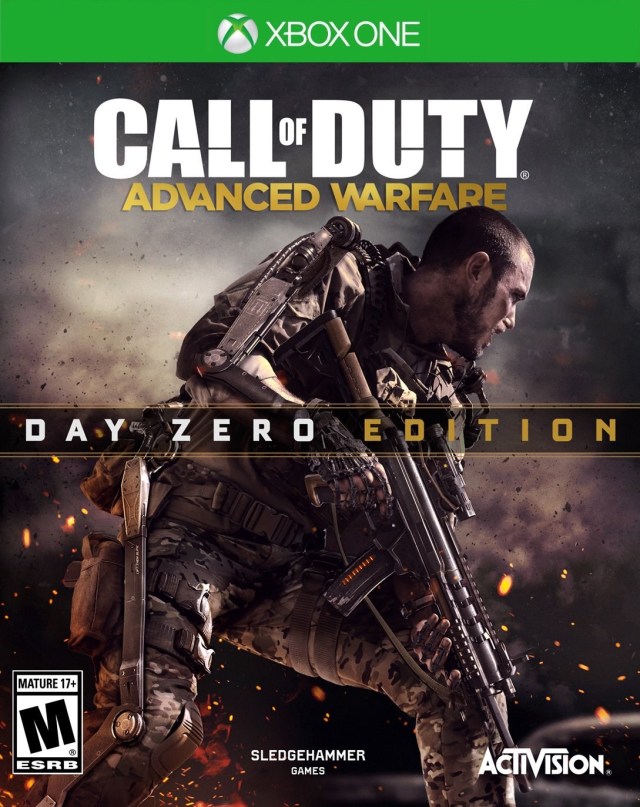 XBOX ONE
CALL OF DUTY®
ADVANCED WARFARE
DAY ZERO EDITION
MATURE 17+
M®
ESRB
SLEDGEHAMMER
GAMES
ACTIVISION®